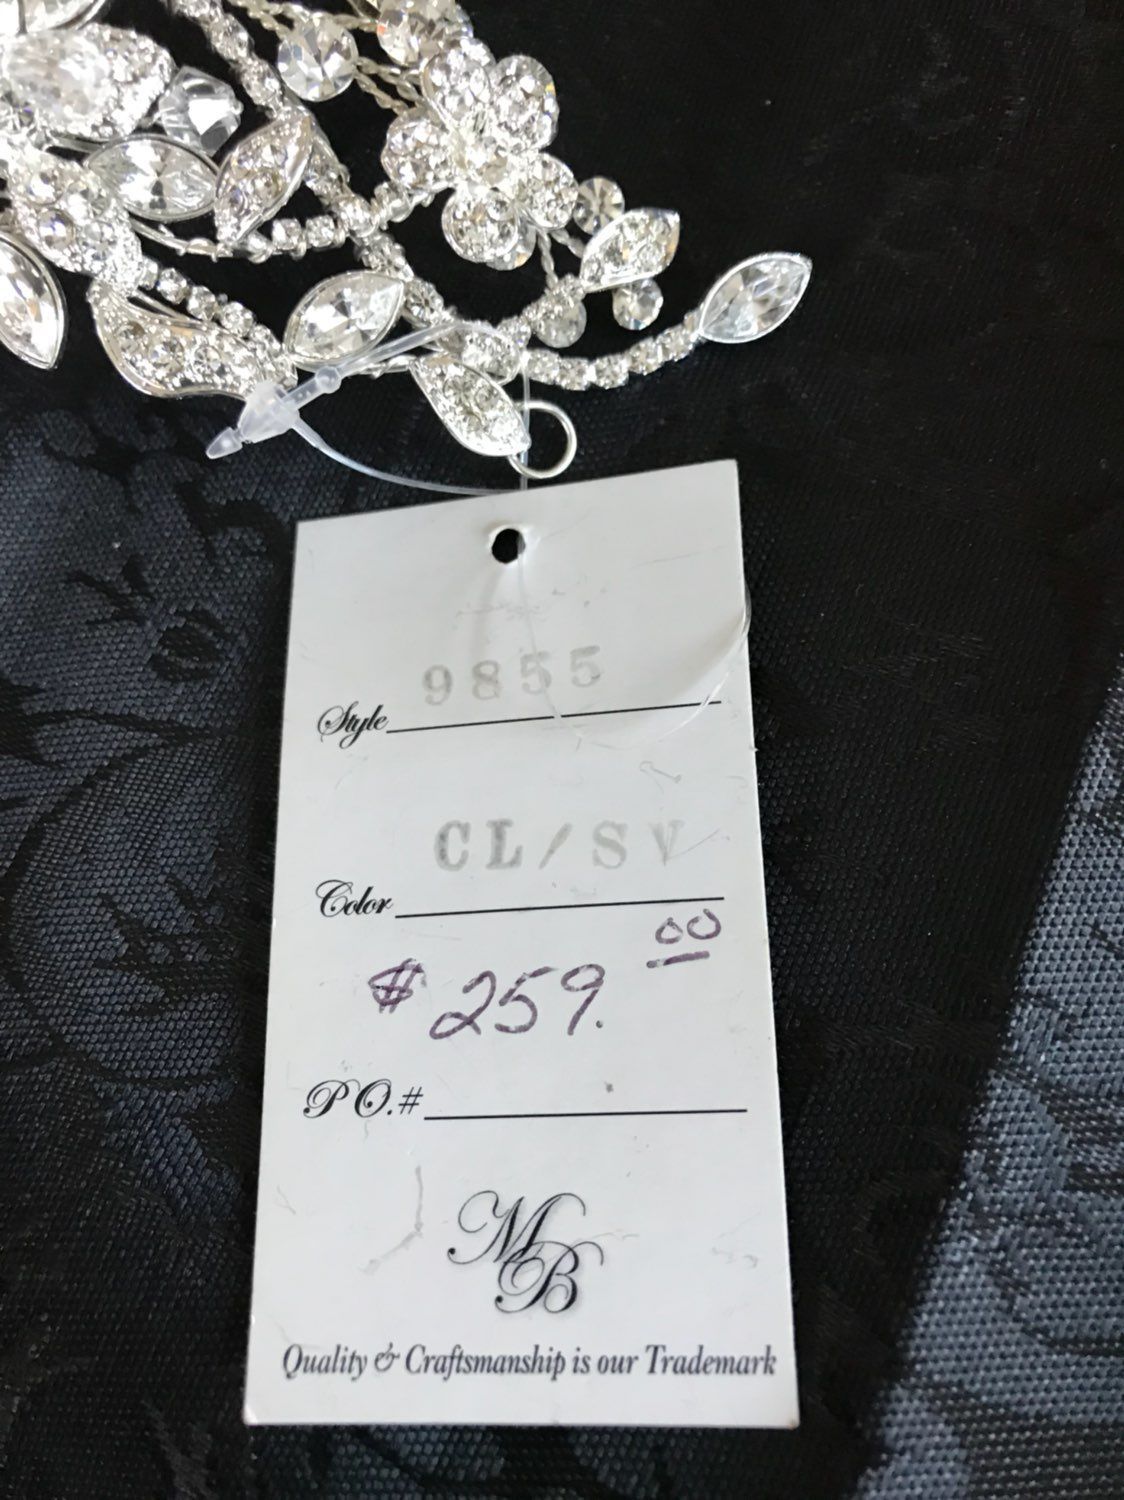 9855
Style
CL/SV
Color
$259.00
P.O.#
MB
Quality & Craftsmanship is our Trademark